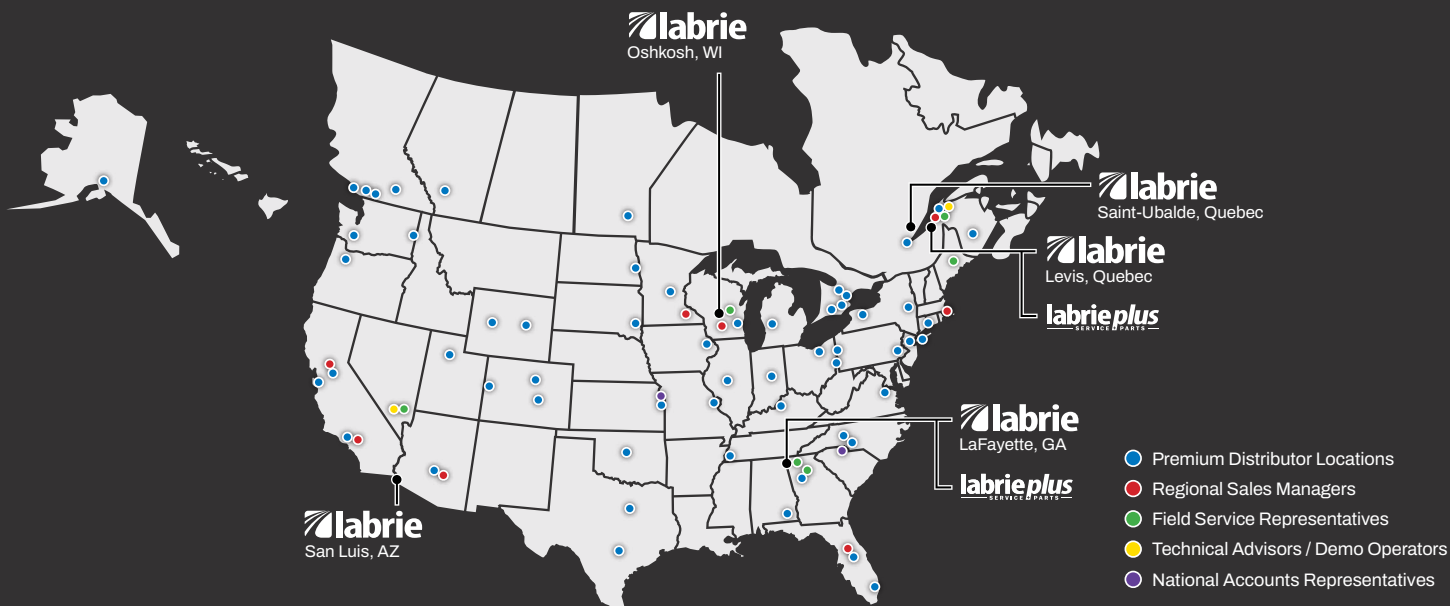 labrie
Oshkosh, WI
labrie
Saint-Ubalde, Quebec
labrie
Levis, Quebec
labrieplus
SERVICE & PARTS
labrie
LaFayette, GA
labrieplus
SERVICE & PARTS
labrie
San Luis, AZ
Premium Distributor Locations
Regional Sales Managers
Field Service Representatives
Technical Advisors / Demo Operators
National Accounts Representatives